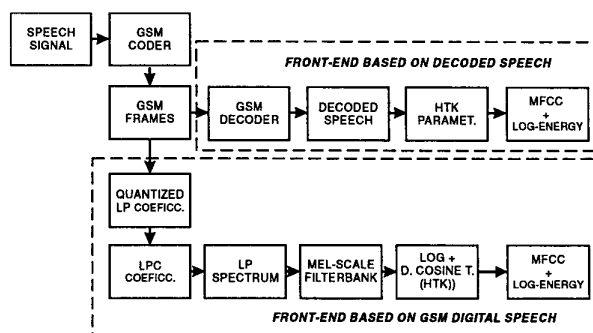 SPEECH
SIGNAL
GSM
CODER
FRONT-END BASED ON DECODED SPEECH
GSM
FRAMES
GSM
DECODER
DECODED
SPEECH
HTK
PARAMET.
MFCC
+
LOG-ENERGY
QUANTIZED
LP COEFICC.
LPC
COEFICC.
LP
SPECTRUM
MEL-SCALE
FILTERBANK
LOG +
D. COSINE T.
(HTK))
MFCC
+
LOG-ENERGY
FRONT-END BASED ON GSM DIGITAL SPEECH